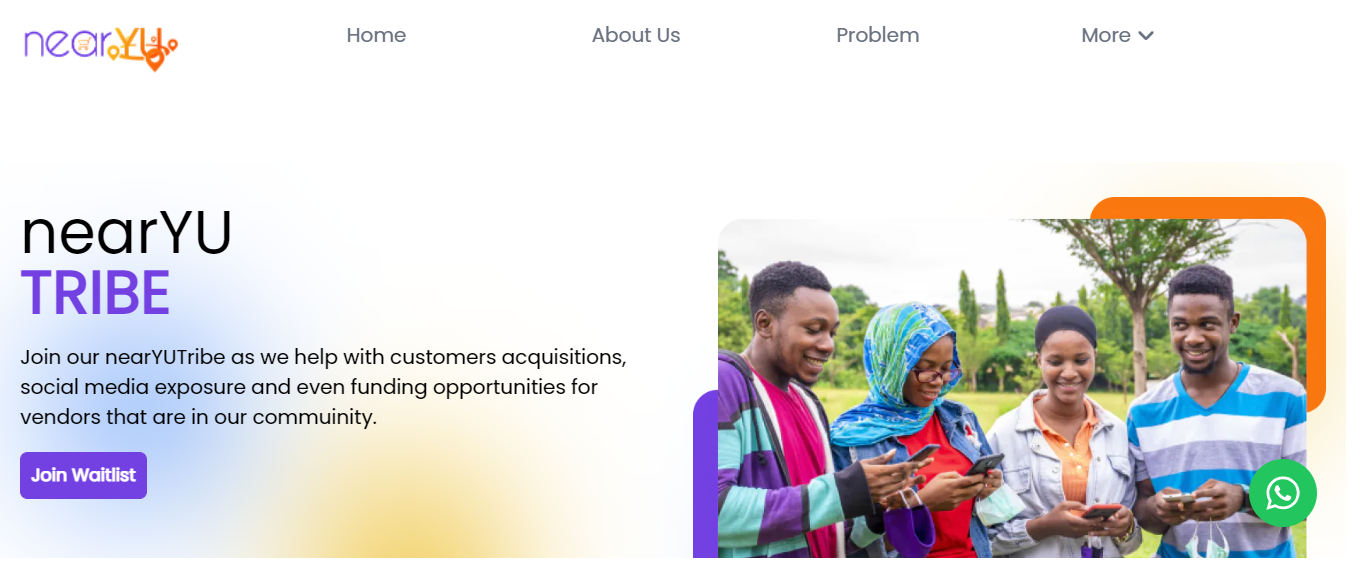 nearYU
Home
About Us
Problem
More
nearYU
TRIBE
Join our nearYUTribe as we help with customers acquisitions,
social media exposure and even funding opportunities for
vendors that are in our commuinity.
Join Waitlist